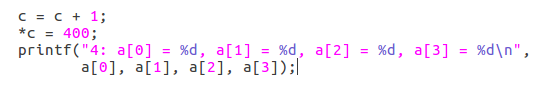 c = c + 1;
*c = 400;
printf("4: a[0] = %d, a[1] = %d, a[2] = %d, a[3] = %d\n",
a[0], a[1], a[2], a[3]);